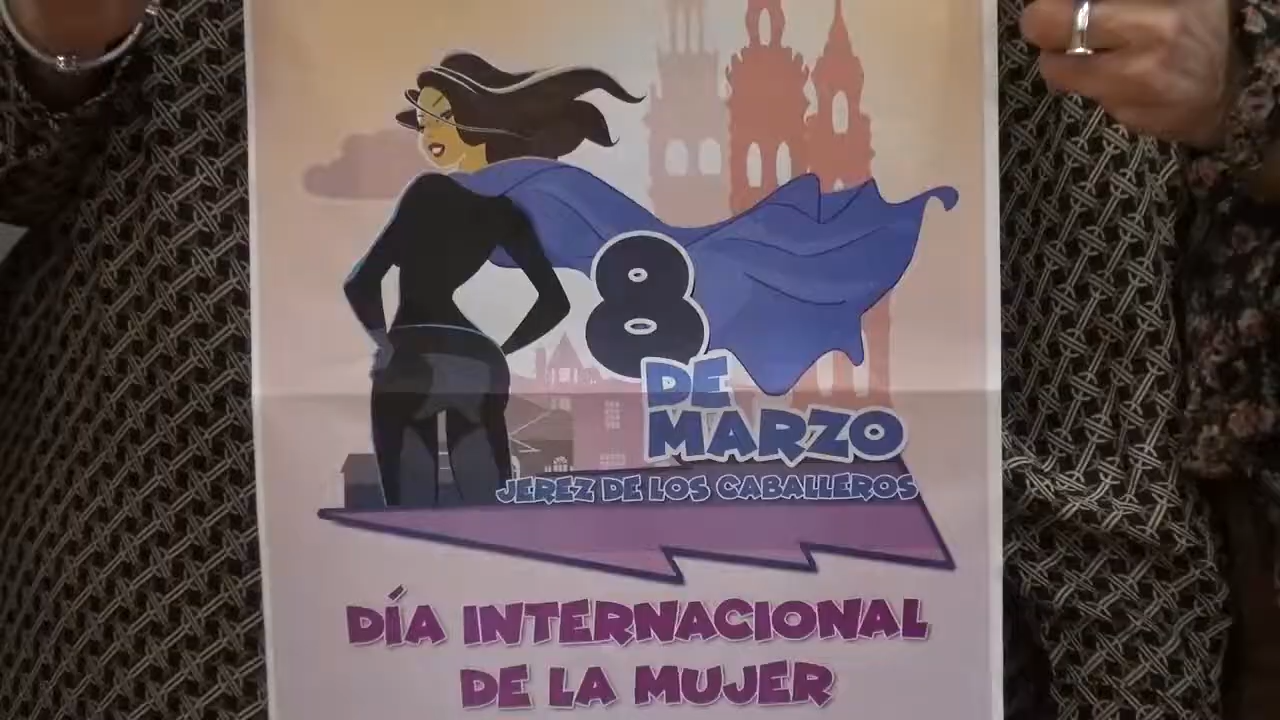 8
DE
MARZO
JEREZ DE LOS CABALLEROS
DÍA INTERNACIONAL
DE LA MUJER